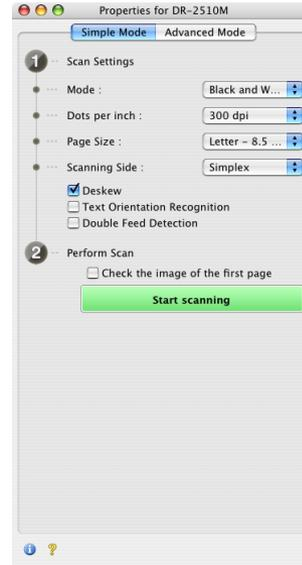 Properties for DR-2510M
Simple Mode Advanced Mode
1 Scan Settings
Mode : Black and W...
Dots per inch : 300 dpi
Page Size : Letter - 8.5 ...
Scanning Side : Simplex
Deskew
Text Orientation Recognition
Double Feed Detection
2 Perform Scan
Check the image of the first page
Start scanning
i ?